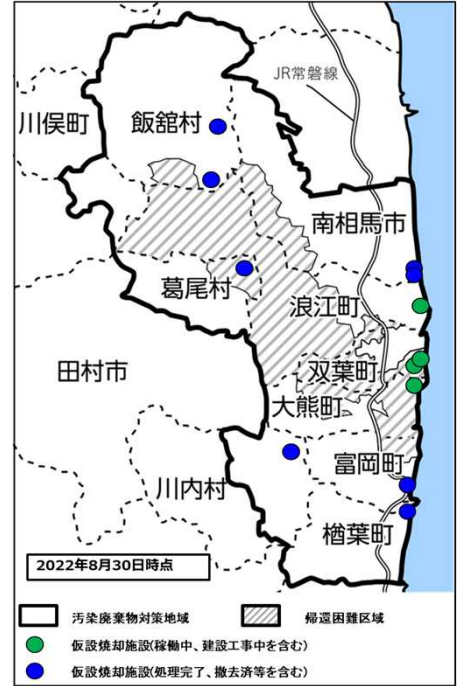 JR常磐線
川俣町
飯舘村
南相馬市
葛尾村
浪江町
田村市
双葉町
大熊町
富岡町
川内村
楢葉町
2022年8月30日時点
汚染廃棄物対策地域
帰還困難区域
仮設焼却施設(稼働中、建設工事中を含む)
仮設焼却施設(処理完了、撤去済等を含む)